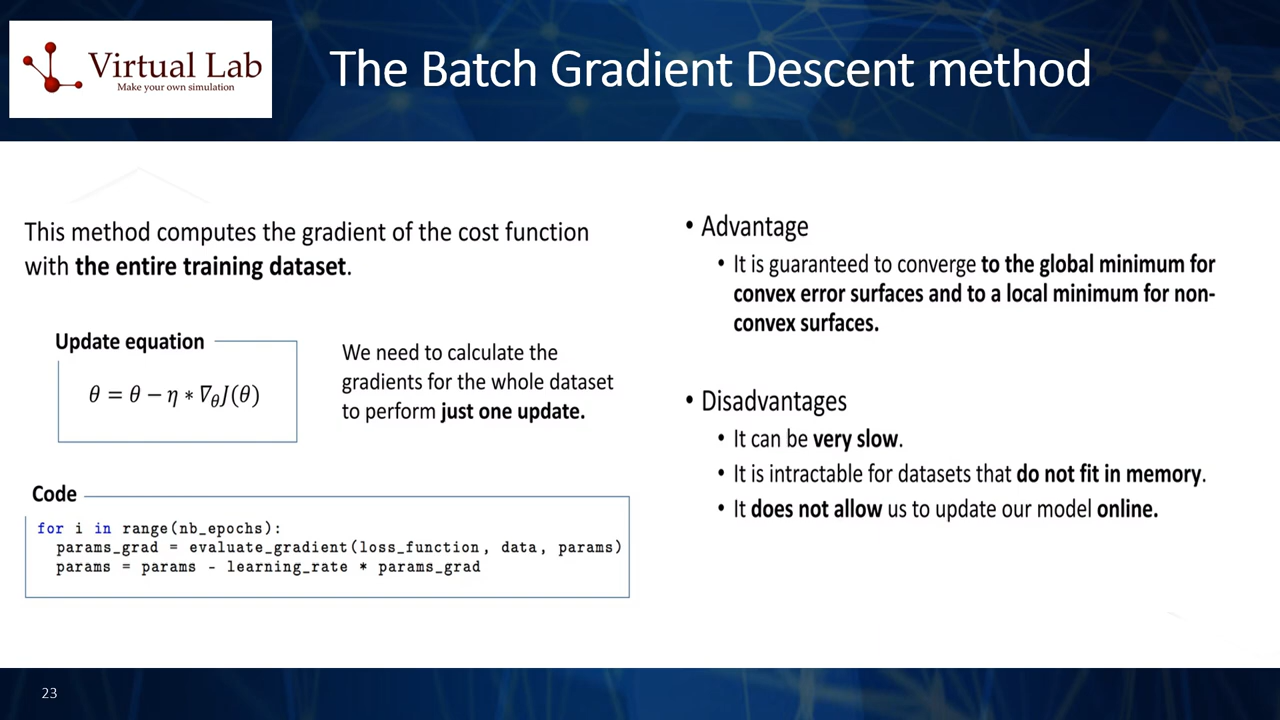 Virtual Lab
Make your own simulation
The Batch Gradient Descent method
This method computes the gradient of the cost function
with the entire training dataset.
Update equation
θ = θ − η ∗ ∇θJ(θ)
We need to calculate the
gradients for the whole dataset
to perform just one update.
Code
for i in range(nb_epochs):
  params_grad = evaluate_gradient(loss_function, data, params)
  params = params - learning_rate * params_grad
• Advantage
• It is guaranteed to converge to the global minimum for
convex error surfaces and to a local minimum for non-
convex surfaces.
• Disadvantages
• It can be very slow.
• It is intractable for datasets that do not fit in memory.
• It does not allow us to update our model online.
23